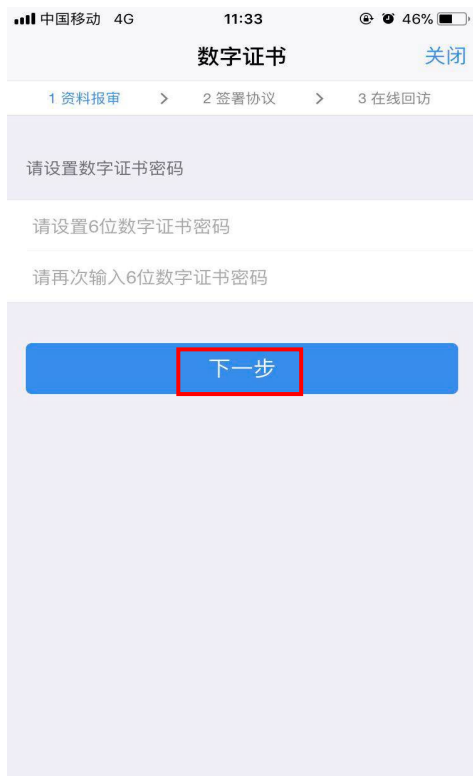 中国移动 4G 11:33 46%
数字证书 关闭
1 资料报审 > 2 签署协议 > 3 在线回访
请设置数字证书密码
请设置6位数字证书密码
请再次输入6位数字证书密码
下一步